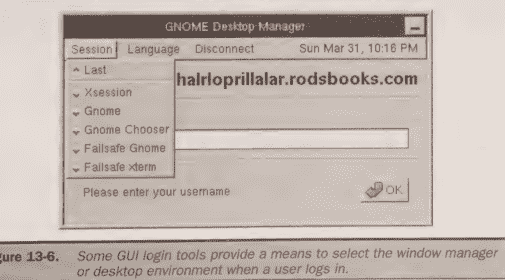 GNOME Desktop Manager
Session Language Disconnect Sun Mar 31, 10:16 PM
Last
halrloprillalar.rodsbooks.com
Xsession
Gnome
Gnome Chooser
Failsafe Gnome
Failsafe xterm
Please enter your username OK
gure 13-6. Some GUI login tools provide a means to select the window manager
or desktop environment when a user logs in.